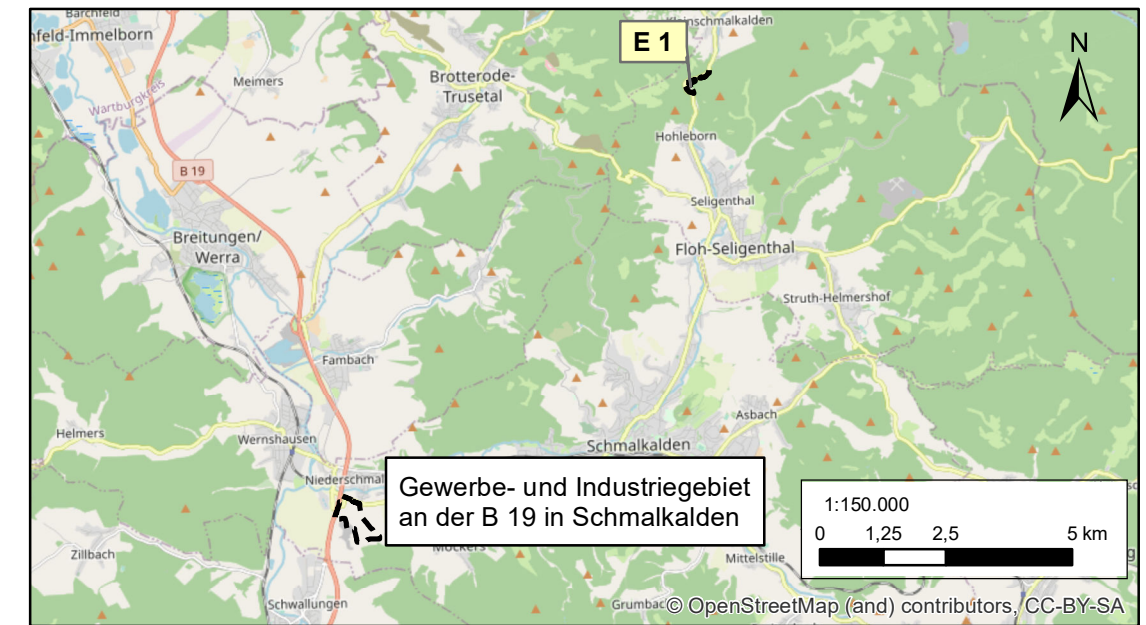 Barchfeld
Kleinschmalkalden
nfeld-Immelborn
E 1
N
Brotterode-
Trusetal
Meimers
Wartburgkreis
Hohleborn
B 19
Seligenthal
Breitungen/
Werra
Floh-Seligenthal
Struth-Helmershof
Fambach
Asbach
Helmers
Wernshausen
Schmalkalden
Niederschmal
Gewerbe- und Industriegebiet
an der B 19 in Schmalkalden
1:150.000
0 1,25 2,5 5 km
Zillbach
Möckers
Mittelstille
Schwallungen
Grumbac
© OpenStreetMap (and) contributors, CC-BY-SA